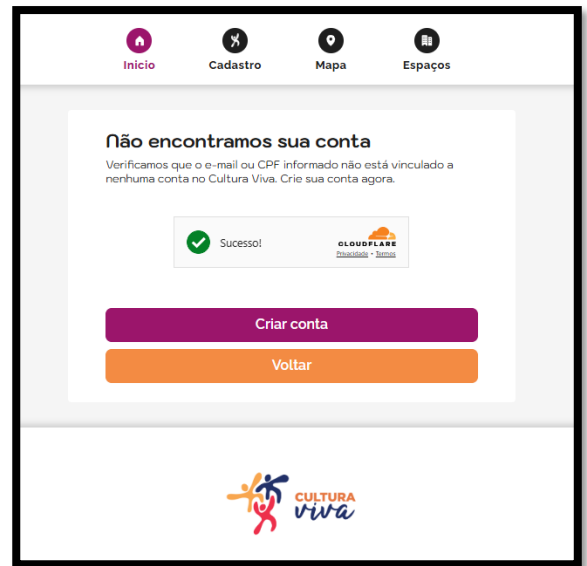 Inicio Cadastro Mapa Espaços
Não encontramos sua conta
Verificamos que o e-mail ou CPF informado não está vinculado a
nenhuma conta no Cultura Viva. Crie sua conta agora.
Sucesso!
CLOUDFLARE
Privacidade • Termos
Criar conta
Voltar
CULTURA
viva